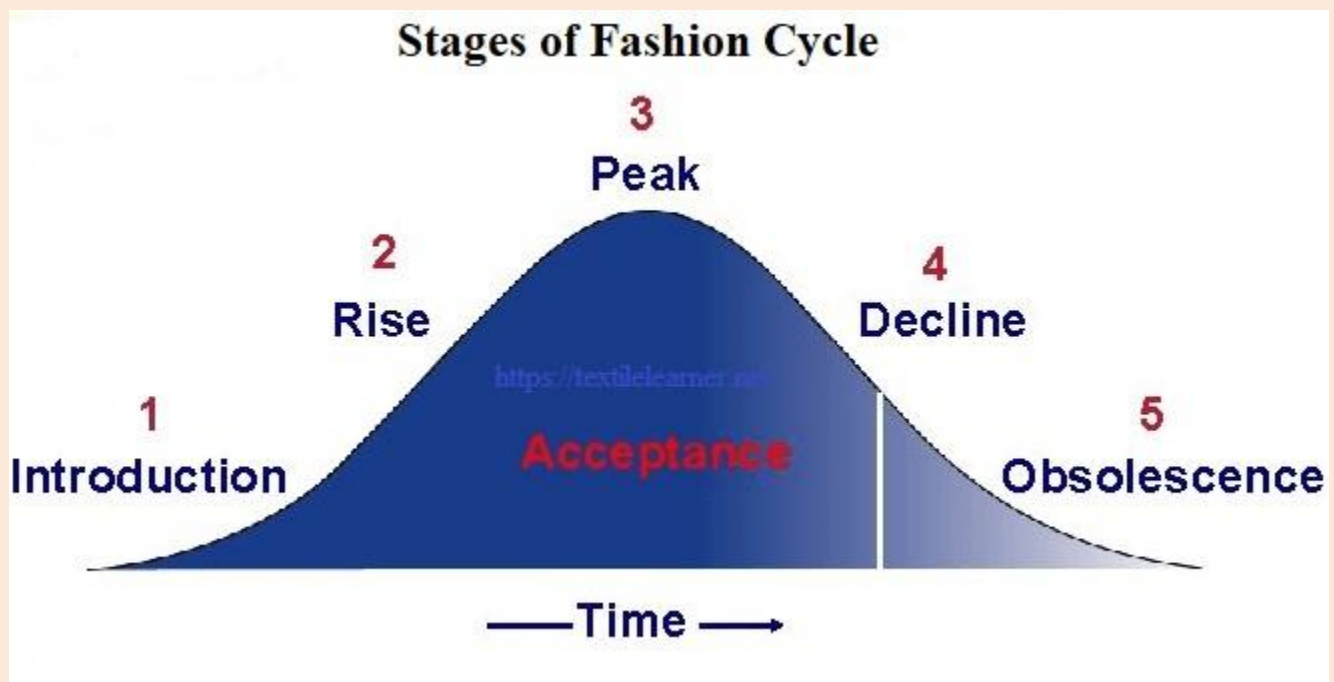 Stages of Fashion Cycle
3
Peak
2
Rise
4
Decline
https://textilelearner.net
1
Introduction
Acceptance
5
Obsolescence
Time